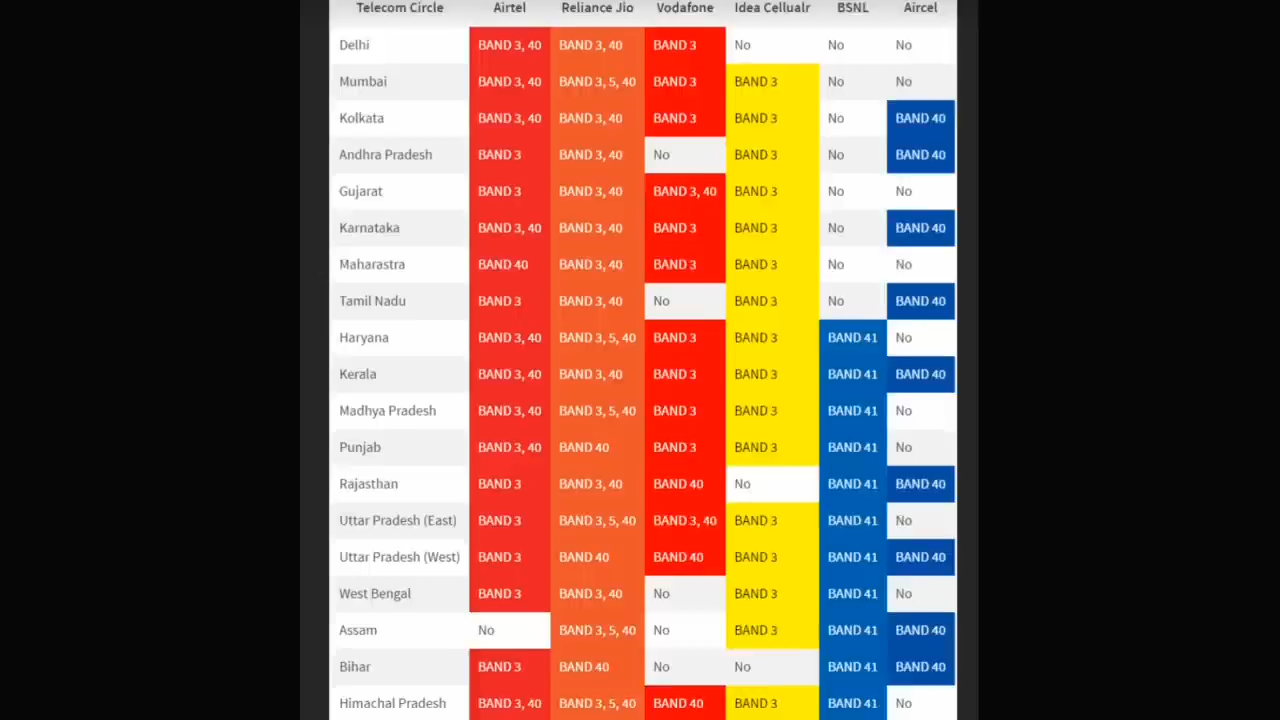 Telecom Circle Airtel Reliance Jio Vodafone Idea Cellualr BSNL Aircel
Delhi BAND 3, 40 BAND 3, 40 BAND 3 No No No
Mumbai BAND 3, 40 BAND 3, 5, 40 BAND 3 BAND 3 No No
Kolkata BAND 3, 40 BAND 3, 40 BAND 3 BAND 3 No BAND 40
Andhra Pradesh BAND 3 BAND 3, 40 No BAND 3 No BAND 40
Gujarat BAND 3 BAND 3, 40 BAND 3, 40 BAND 3 No No
Karnataka BAND 3, 40 BAND 3, 40 BAND 3 BAND 3 No BAND 40
Maharastra BAND 40 BAND 3, 40 BAND 3 BAND 3 No No
Tamil Nadu BAND 3 BAND 3, 40 No BAND 3 No BAND 40
Haryana BAND 3, 40 BAND 3, 5, 40 BAND 3 BAND 3 BAND 41 No
Kerala BAND 3, 40 BAND 3, 40 BAND 3 BAND 3 BAND 41 BAND 40
Madhya Pradesh BAND 3, 40 BAND 3, 5, 40 BAND 3 BAND 3 BAND 41 No
Punjab BAND 3, 40 BAND 40 BAND 3 BAND 3 BAND 41 No
Rajasthan BAND 3 BAND 3, 40 BAND 40 No BAND 41 BAND 40
Uttar Pradesh (East) BAND 3 BAND 3, 5, 40 BAND 3, 40 BAND 3 BAND 41 No
Uttar Pradesh (West) BAND 3 BAND 40 BAND 40 BAND 3 BAND 41 BAND 40
West Bengal BAND 3 BAND 3, 40 No BAND 3 BAND 41 No
Assam No BAND 3, 5, 40 No BAND 3 BAND 41 BAND 40
Bihar BAND 3 BAND 40 No No BAND 41 BAND 40
Himachal Pradesh BAND 3, 40 BAND 3, 5, 40 BAND 40 BAND 3 BAND 41 No